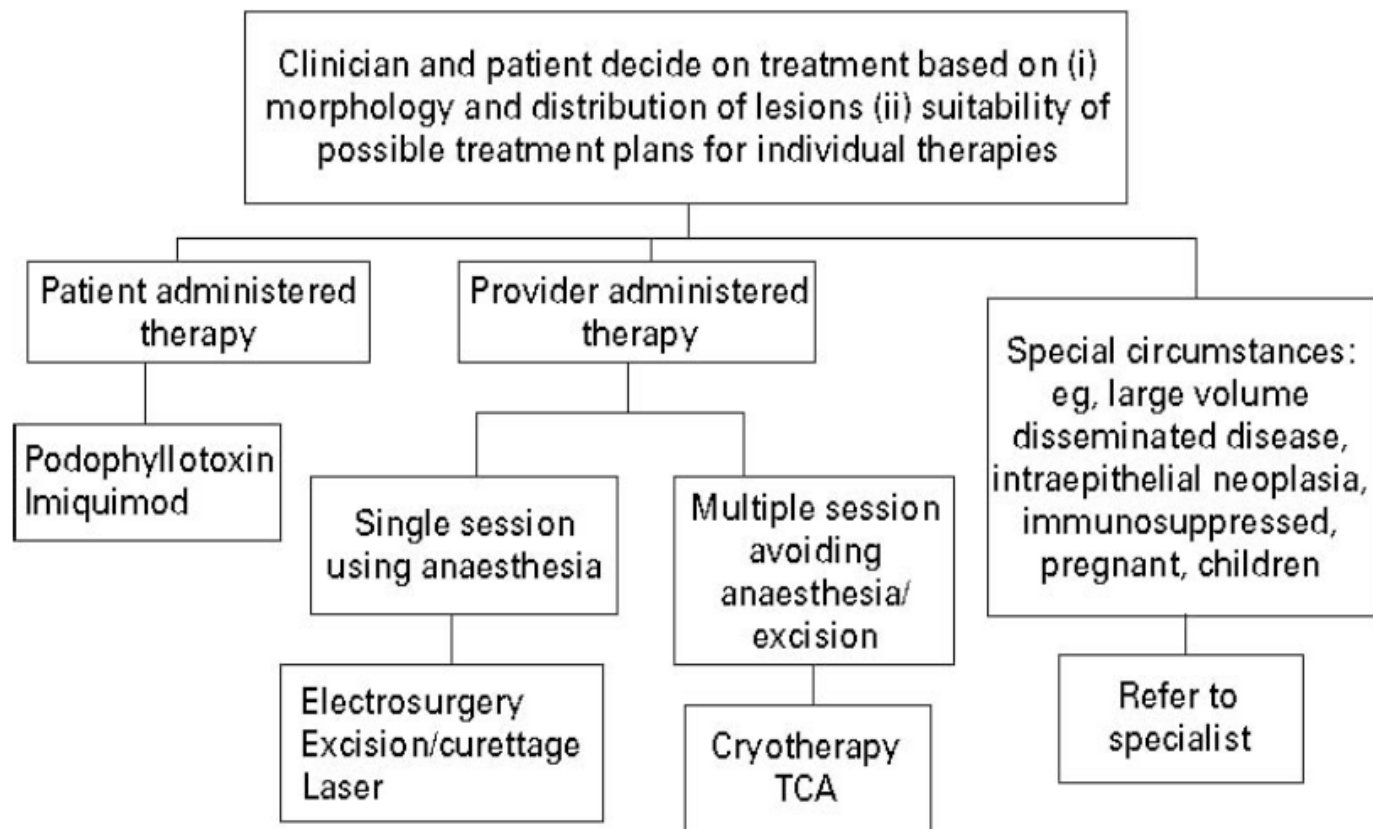 Clinician and patient decide on treatment based on (i)
morphology and distribution of lesions (ii) suitability of
possible treatment plans for individual therapies
Patient administered
therapy
Provider administered
therapy
Special circumstances:
eg, large volume
disseminated disease,
intraepithelial neoplasia,
immunosuppressed,
pregnant, children
Podophyllotoxin
Imiquimod
Single session
using anaesthesia
Multiple session
avoiding
anaesthesia/
excision
Electrosurgery
Excision/curettage
Laser
Cryotherapy
TCA
Refer to
specialist